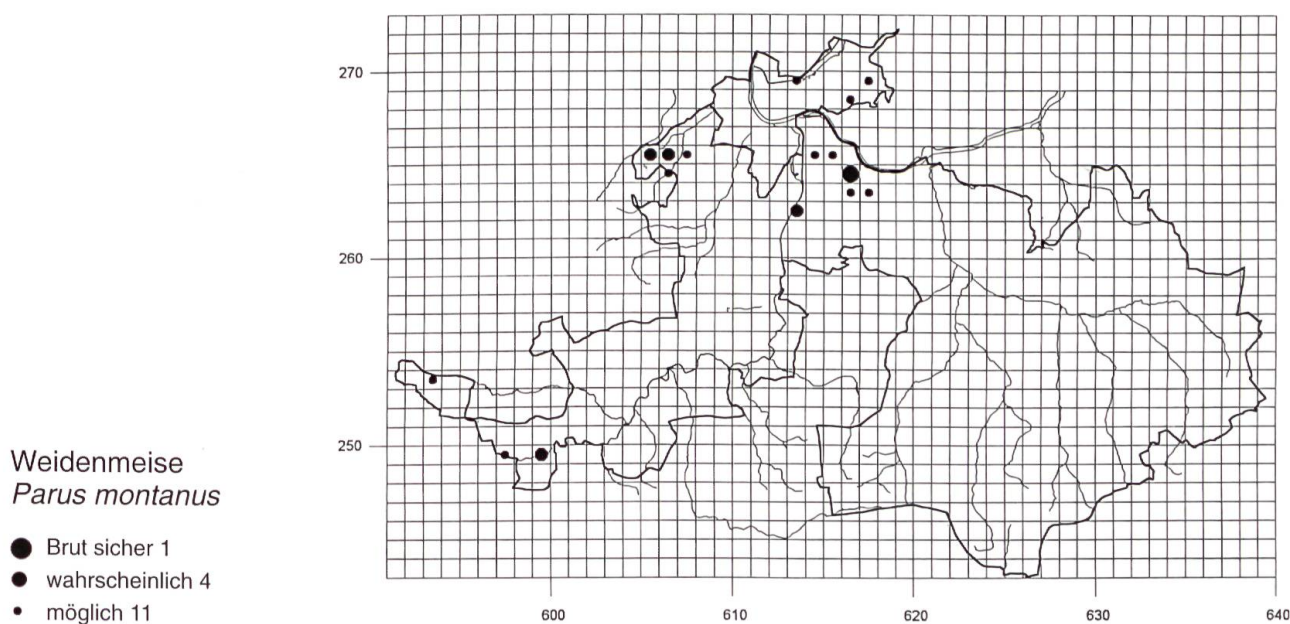 270
260
250
Weidenmeise
Parus montanus
Brut sicher 1
wahrscheinlich 4
möglich 11
600 610 620 630 640